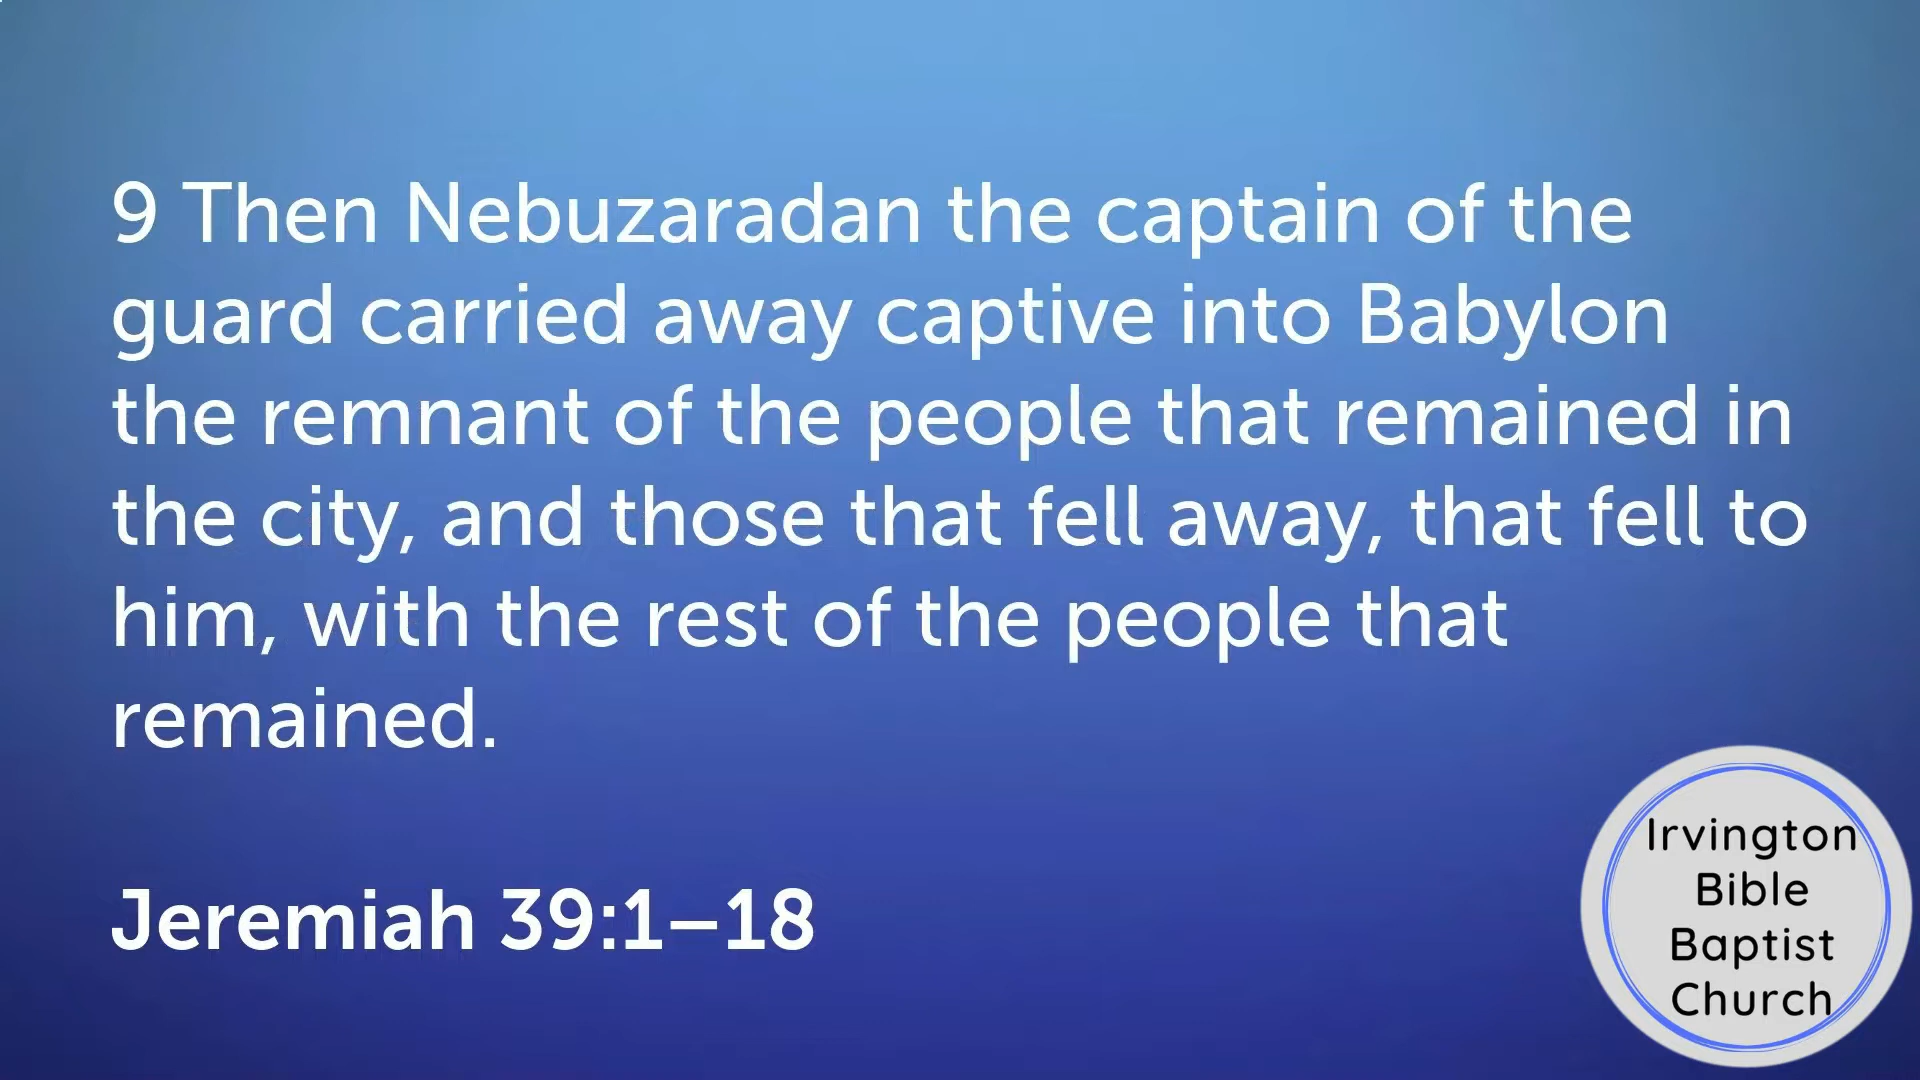 9 Then Nebuzaradan the captain of the
guard carried away captive into Babylon
the remnant of the people that remained in
the city, and those that fell away, that fell to
him, with the rest of the people that
remained.
Jeremiah 39:1–18
Irvington
Bible
Baptist
Church